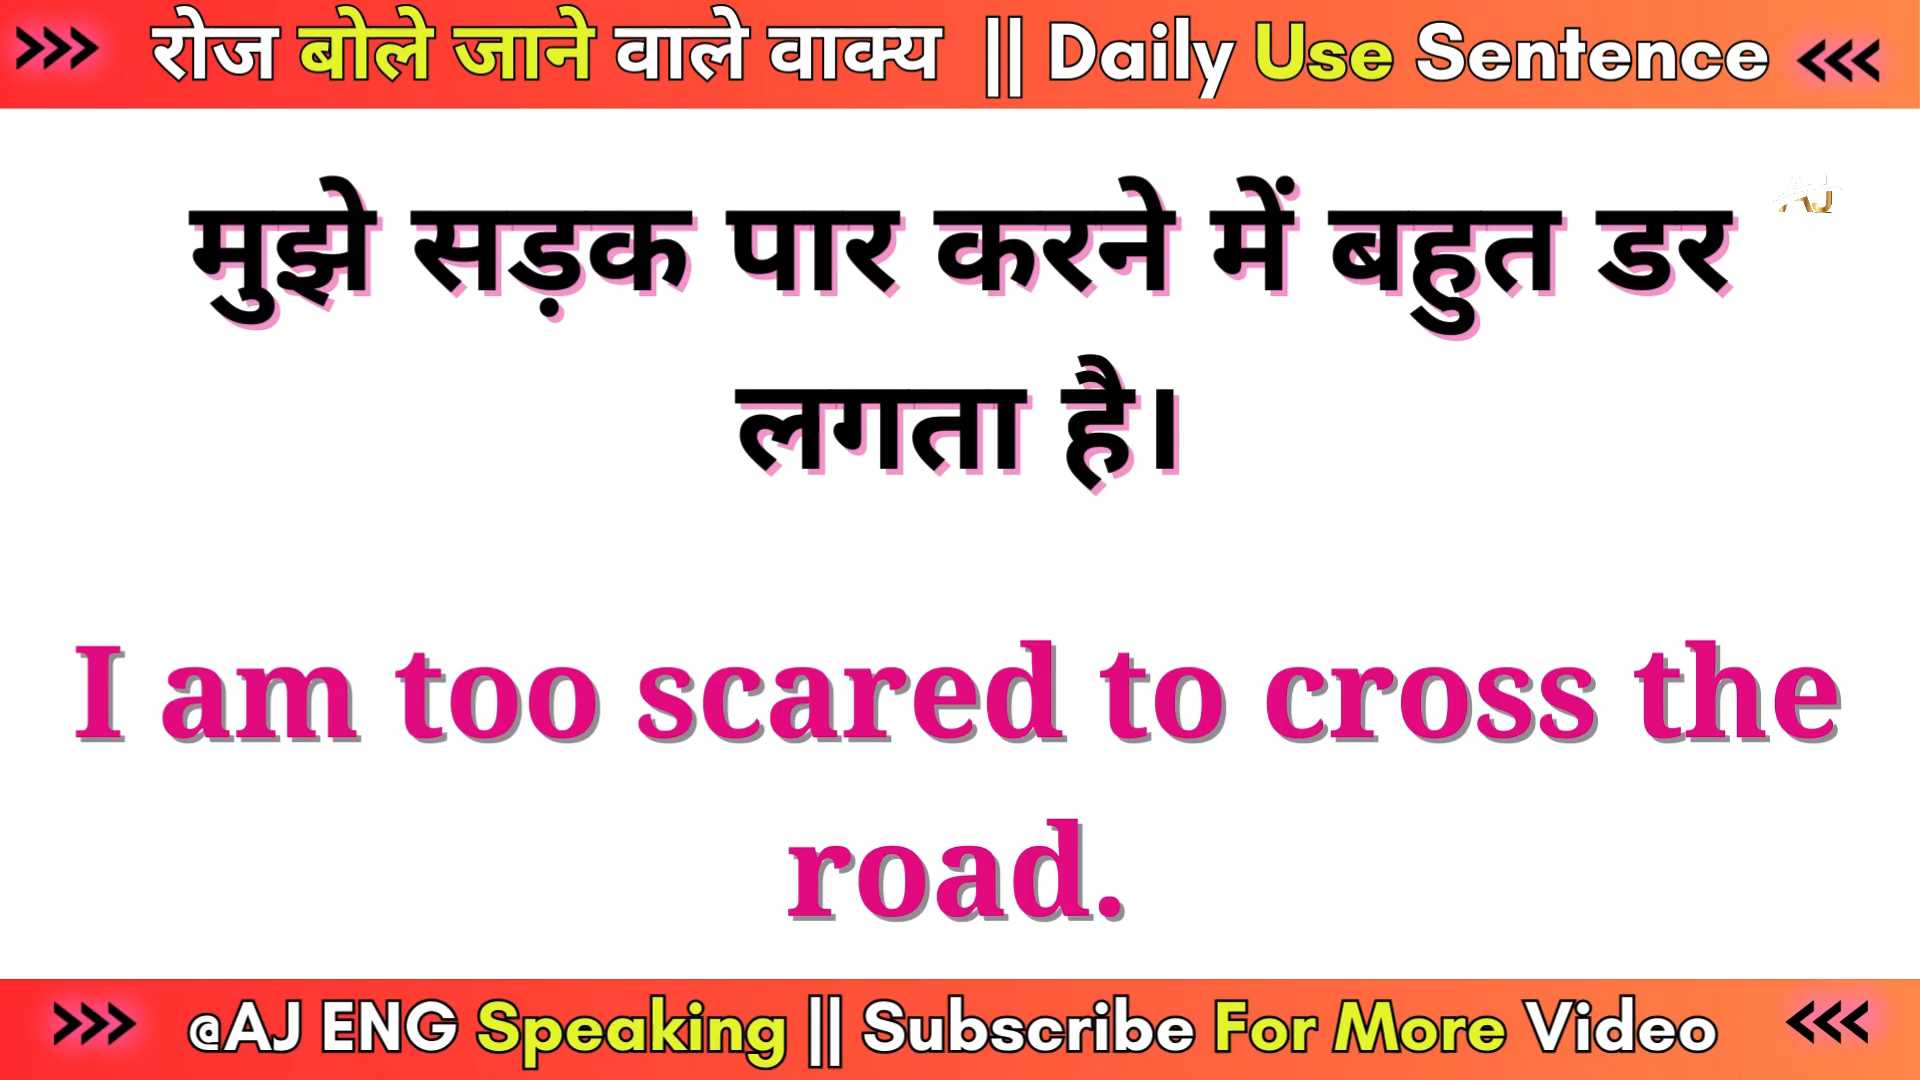 >>> रोज बोले जाने वाले वाक्य || Daily Use Sentence <<<
AJ
मुझे सड़क पार करने में बहुत डर
लगता है।
I am too scared to cross the
road.
>>> @AJ ENG Speaking || Subscribe For More Video <<<